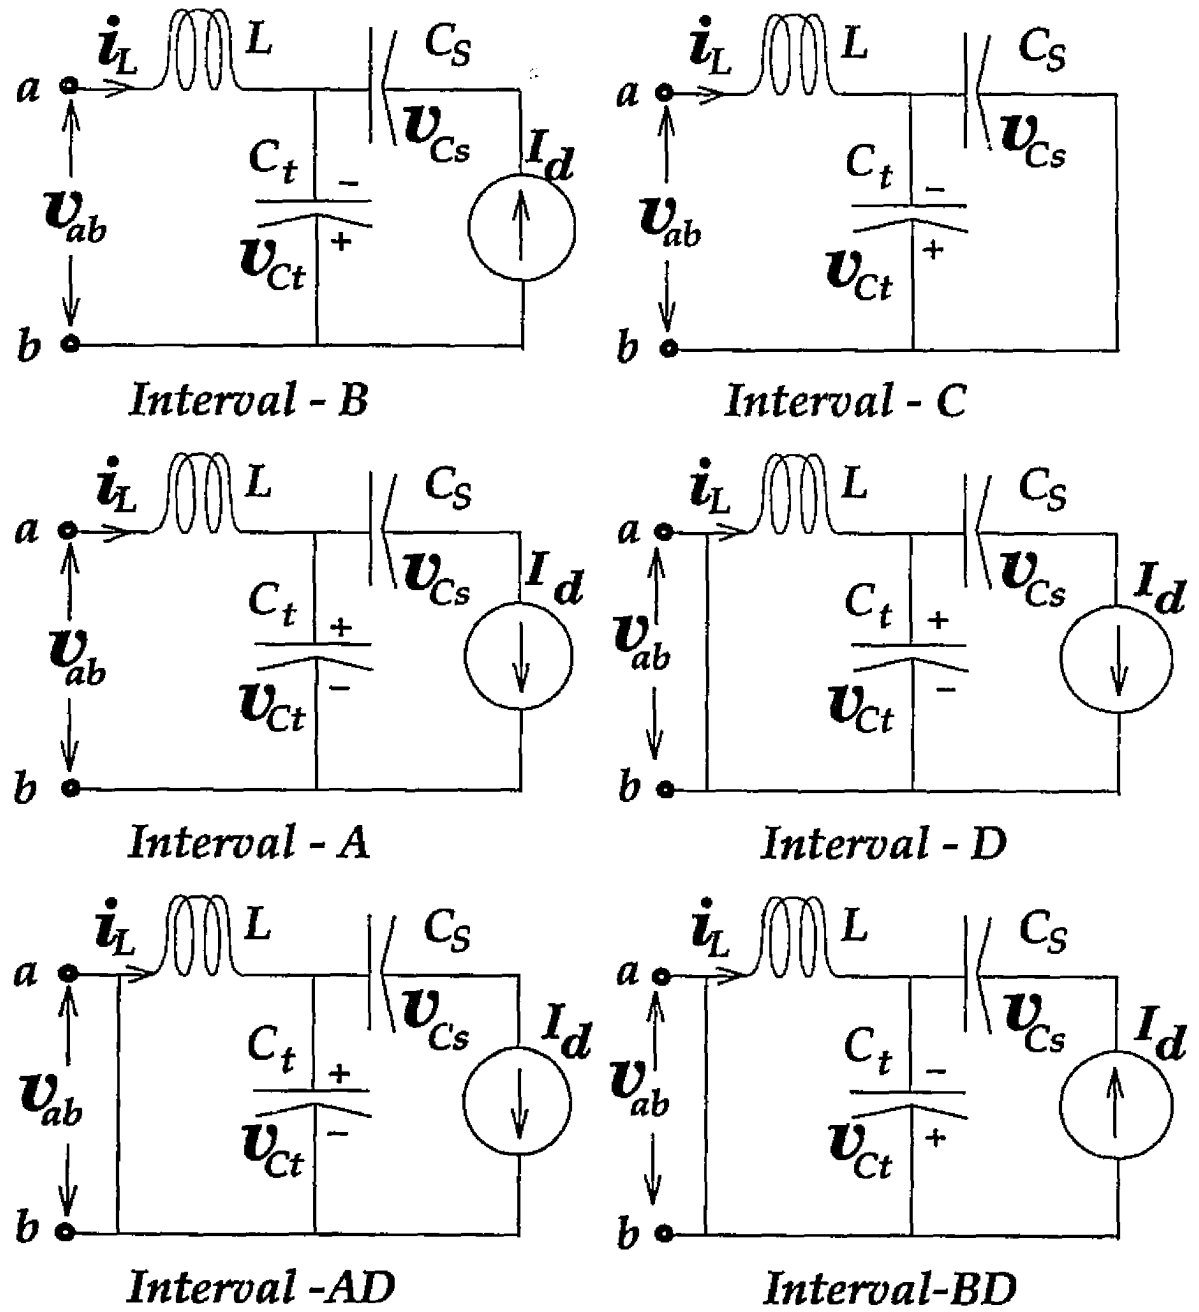 i_L L C_S
a
C_t - v_Cs I_d
v_ab
v_Ct +
b
Interval - B
i_L L C_S
a
C_t - v_Cs
v_ab
v_Ct +
b
Interval - C
i_L L C_S
a
C_t + v_Cs I_d
v_ab
v_Ct -
b
Interval - A
i_L L C_S
a
C_t + v_Cs I_d
v_ab
v_Ct -
b
Interval - D
i_L L C_S
a
C_t + v_Cs I_d
v_ab
v_Ct -
b
Interval -AD
i_L L C_S
a
C_t - v_Cs I_d
v_ab
v_Ct +
b
Interval-BD